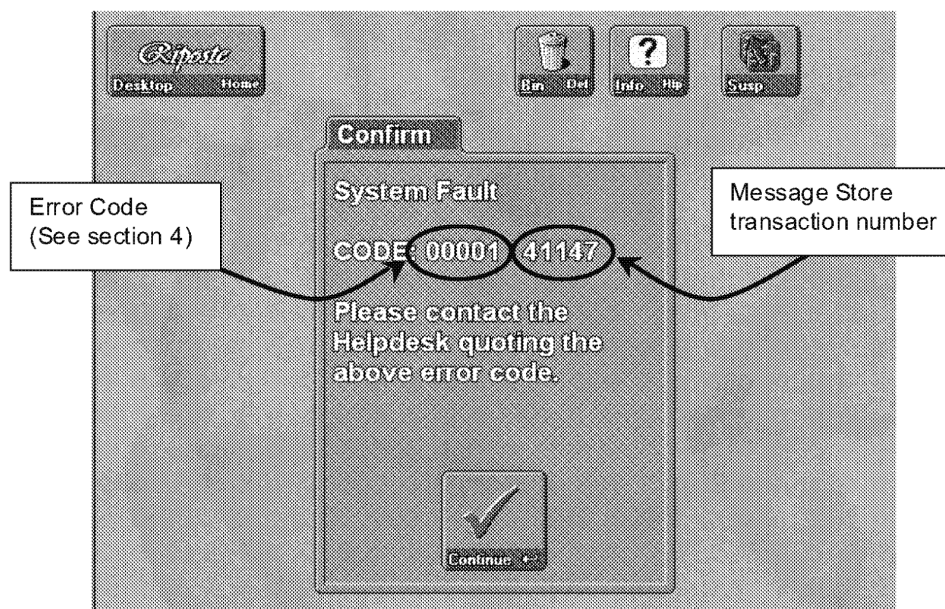 Riposte
Desktop Home
Bin Del
Info Hlp
Susp
Confirm
System Fault
Error Code
(See section 4)
Message Store
transaction number
CODE: 00001 41147
Please contact the
Helpdesk quoting the
above error code.
Continue ↵